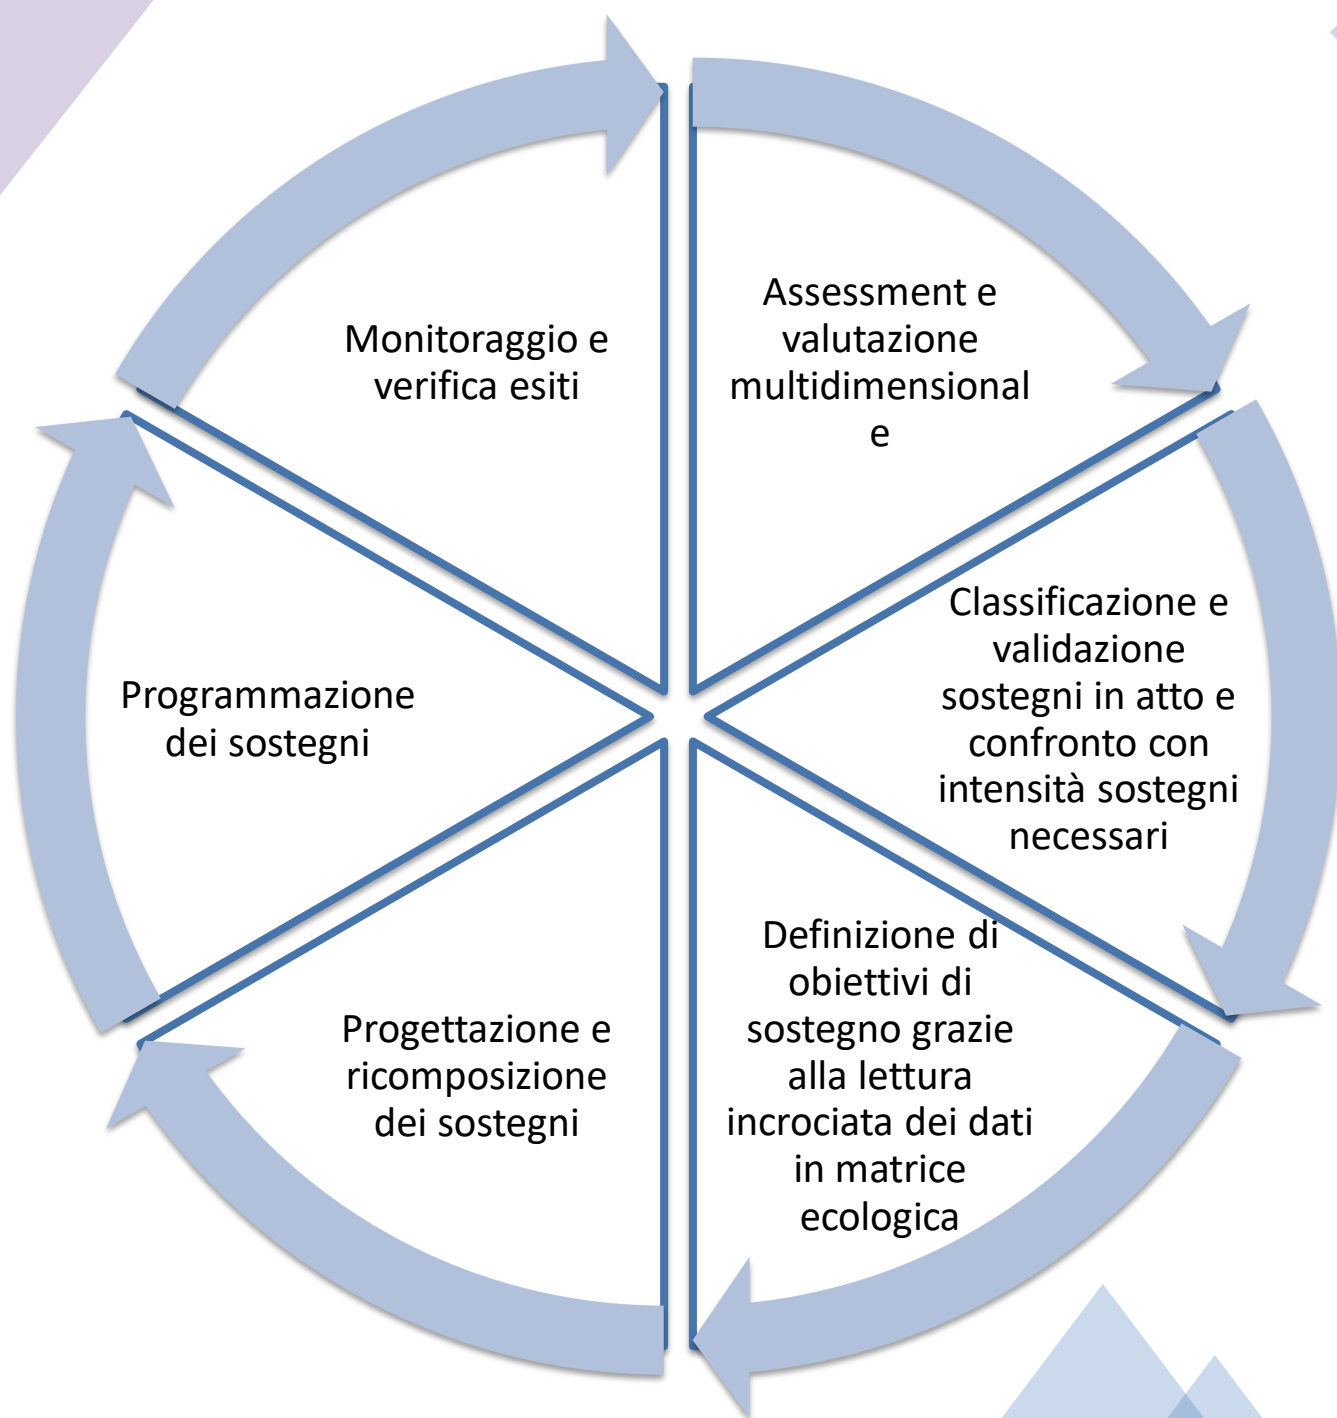 Assessment e
valutazione
multidimensional
e
Classificazione e
validazione
sostegni in atto e
confronto con
intensità sostegni
necessari
Definizione di
obiettivi di
sostegno grazie
alla lettura
incrociata dei dati
in matrice
ecologica
Progettazione e
ricomposizione
dei sostegni
Programmazione
dei sostegni
Monitoraggio e
verifica esiti